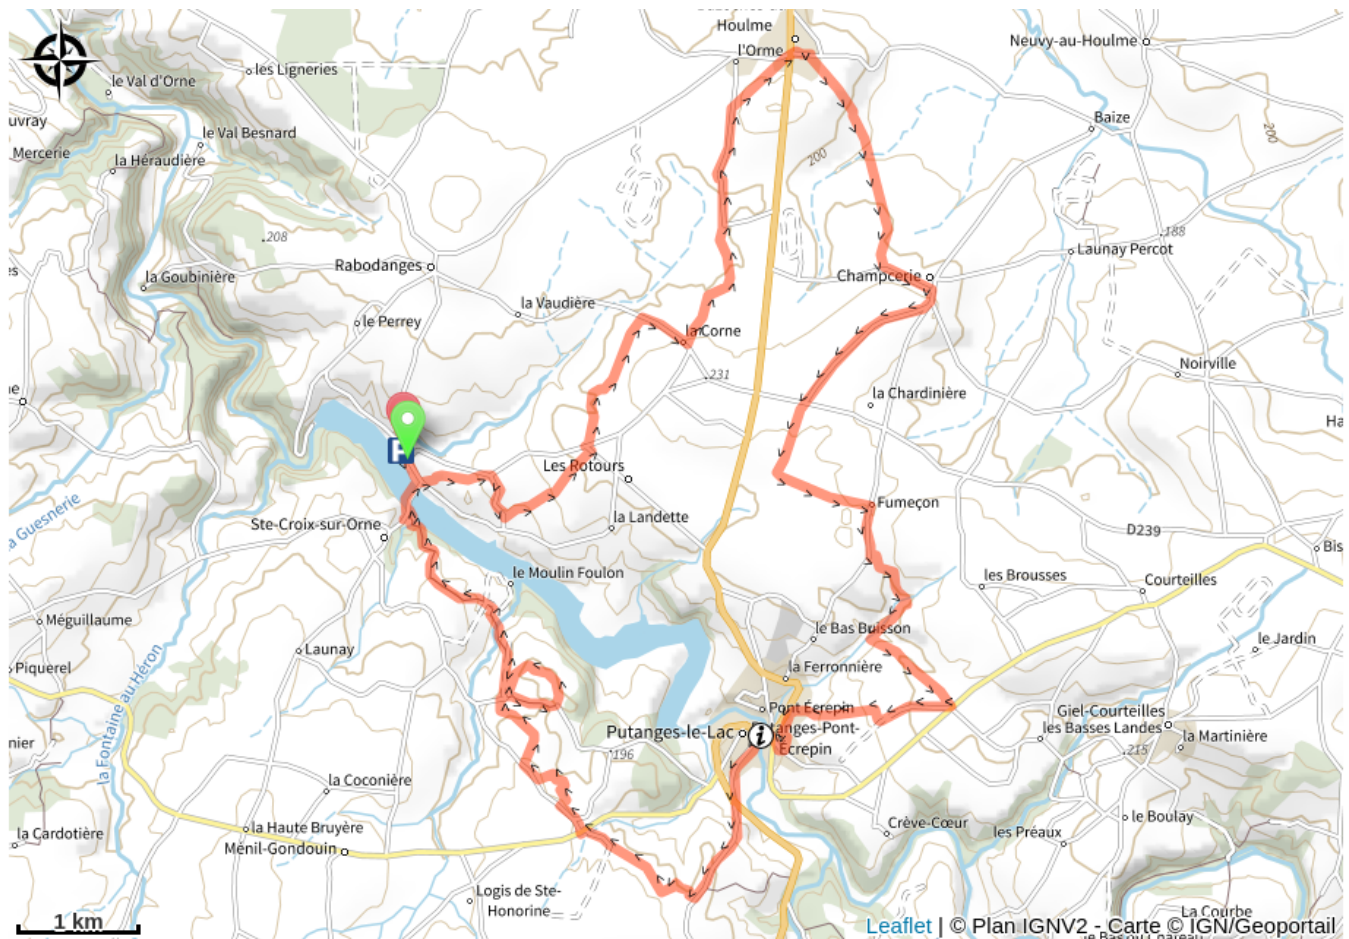 Houlme
Neuvy-au-Houlme
l'Orme
les Ligneries
le Val d'Orne
Baize
le Val Besnard
200
Mercerie
la Héraudière
200
188
208
Launay Percot
Rabodanges
Champcerie
la Goubinière
la Vaudière
le Perrey
la Corne
Noirville
231
la Chardinière
P
Les Rotours
Fumeçon
la Landette
Ste-Croix-sur-Orne
D239
le Moulin Foulon
les Brousses
Courteilles
Méguillaume
le Bas Buisson
le Jardin
Launay
Piquerel
la Ferronnière
la Fontaine au Héron
Pont Écrepin
Giel-Courteilles
les Basses Landes
Putanges-le-Lac
i
Putanges-Pont-
Écrepin
la Martinière
196
215
la Coconière
le Boulay
Crève-Cœur
la Haute Bruyère
les Préaux
la Cardotière
Ménil-Gondouin
Logis de Ste-
Honorine
La Courbe
1 km
Leaflet | © Plan IGNV2 - Carte © IGN/Geoportail